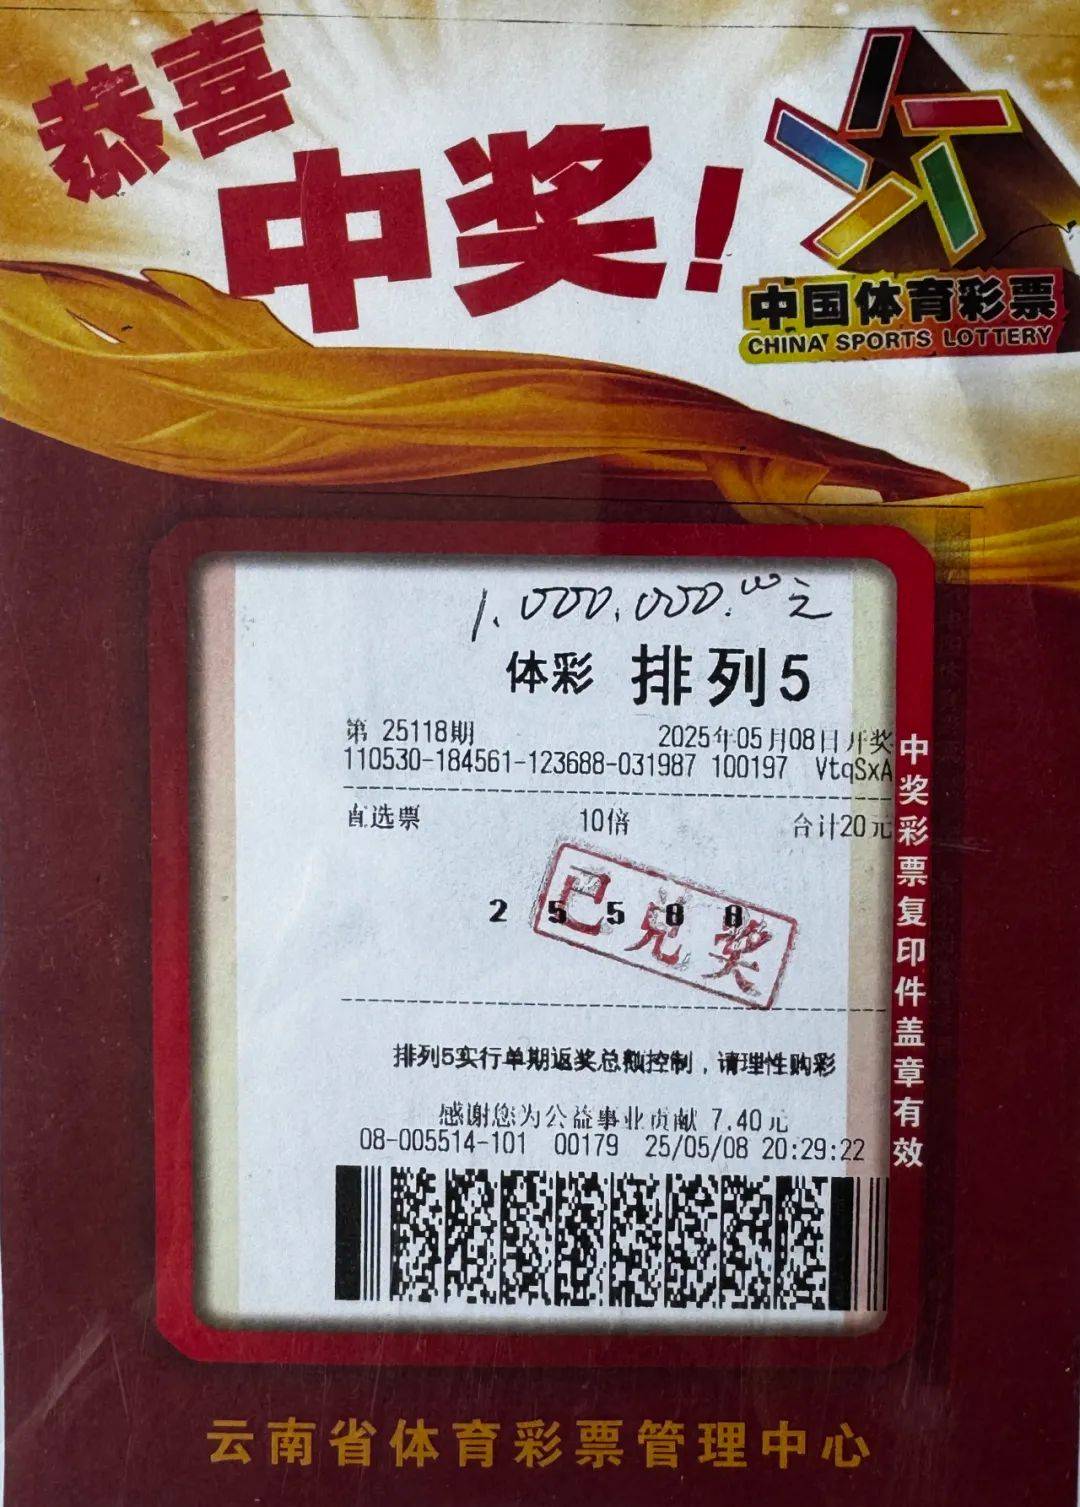 恭喜
中奖!
中国体育彩票
CHINA SPORTS LOTTERY
1,000,000.00元
体彩 排列5
第 25118期 2025年05月08日开奖
110530-184561-123688-031987 100197 VtqSxA
直选票 10倍 合计20元
2 5 5 8 8
已兑奖
排列5实行单期返奖总额控制，请理性购彩
感谢您为公益事业贡献 7.40元
08-005514-101 00179 25/05/08 20:29:22
中奖彩票复印件盖章有效
云南省体育彩票管理中心